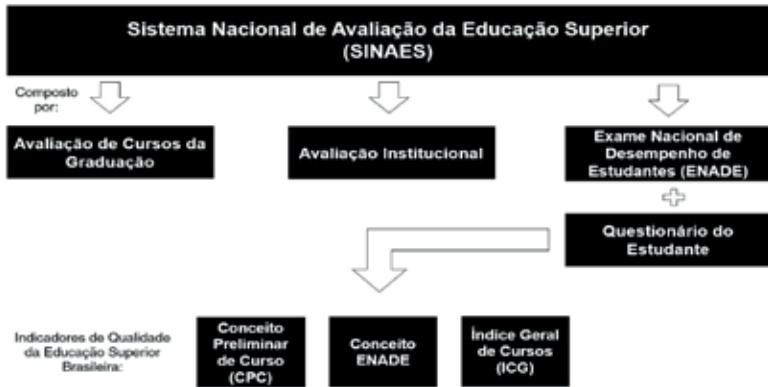 Sistema Nacional de Avaliação da Educação Superior
(SINAES)
Composto
por:
Avaliação de Cursos da
Graduação
Avaliação Institucional
Exame Nacional de
Desempenho de
Estudantes (ENADE)
Questionário do
Estudante
Indicadores de Qualidade
da Educação Superior
Brasileira:
Conceito
Preliminar
de Curso
(CPC)
Conceito
ENADE
Índice Geral
de Cursos
(ICG)